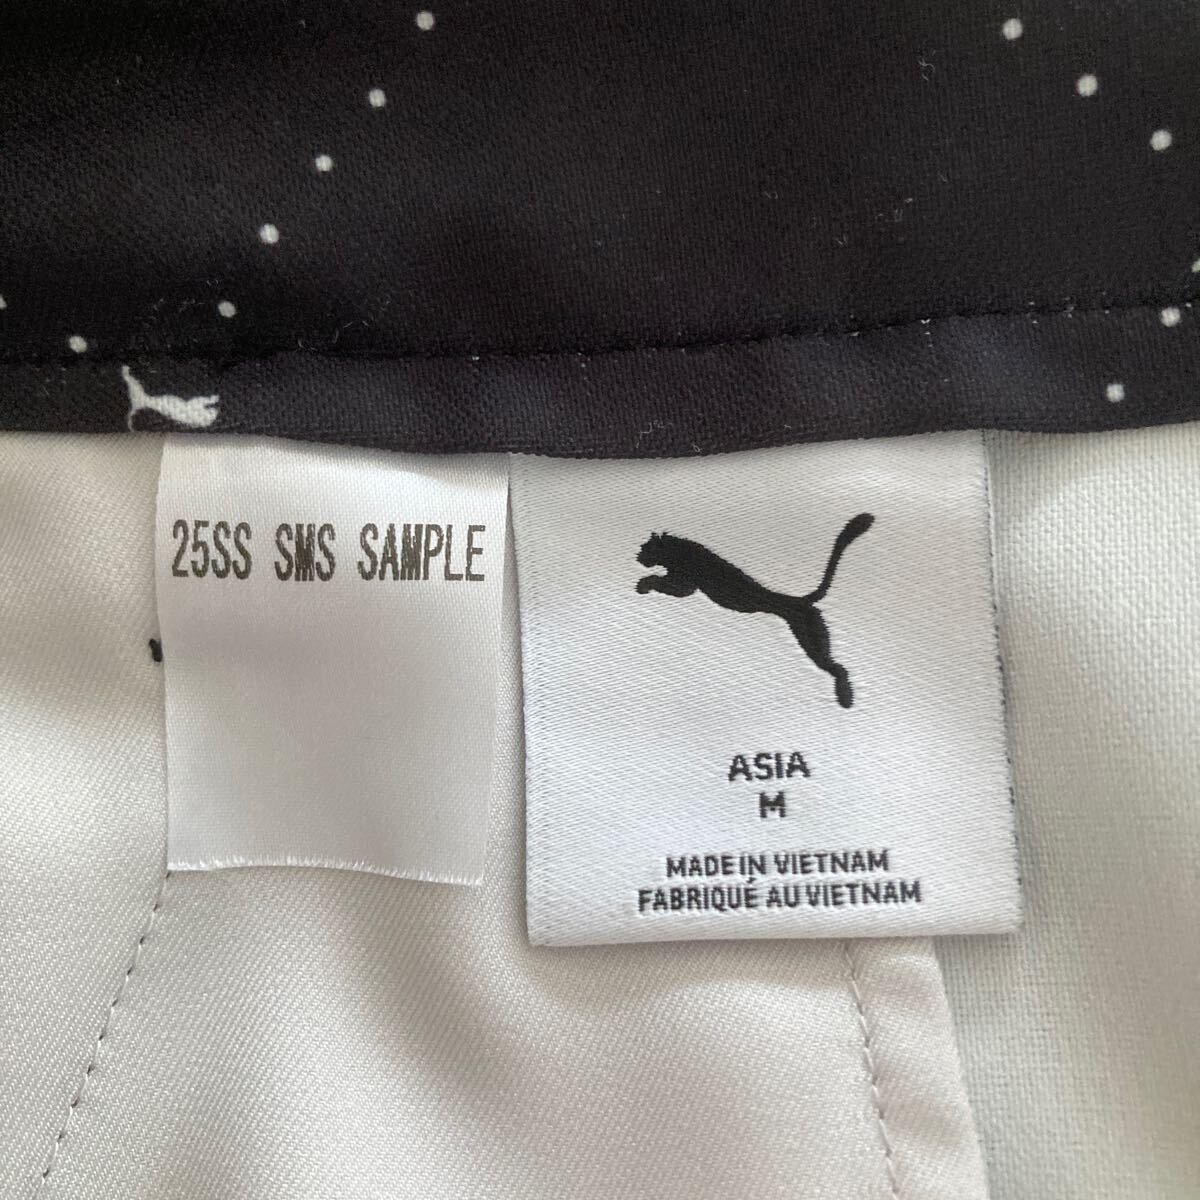 25SS SMS SAMPLE
ASIA
M
MADE IN VIETNAM
FABRIQUÉ AU VIETNAM